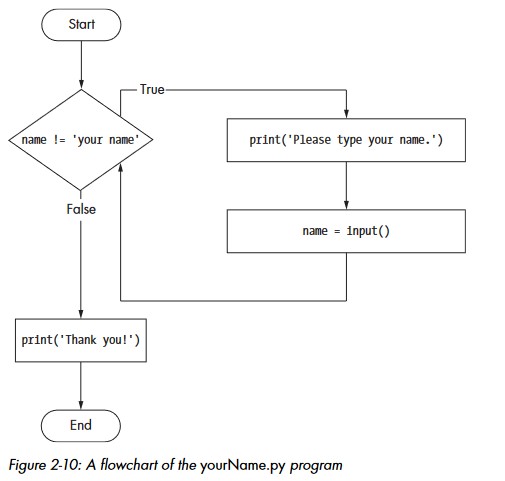 Start
True
name != 'your name'
print('Please type your name.')
False
name = input()
print('Thank you!')
End
Figure 2-10: A flowchart of the yourName.py program